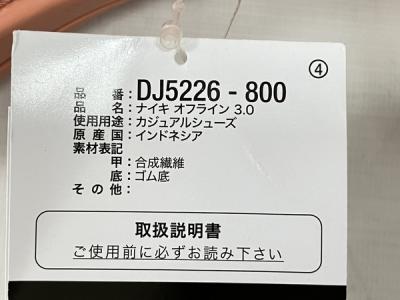 ④
品番：DJ5226 - 800
品名：ナイキ オフライン 3.0
使用用途：カジュアルシューズ
原産国：インドネシア
素材表記
甲：合成繊維
底：ゴム底
その他：
取扱説明書
ご使用前に必ずお読み下さい